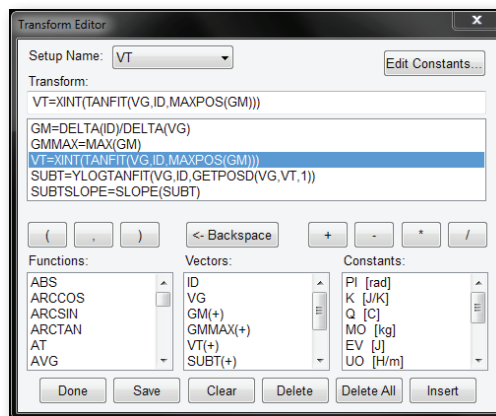 Transform Editor
x
Setup Name: VT
Edit Constants...
Transform:
VT=XINT(TANFIT(VG,ID,MAXPOS(GM)))
GM=DELTA(ID)/DELTA(VG)
GMMAX=MAX(GM)
VT=XINT(TANFIT(VG,ID,MAXPOS(GM)))
SUBT=YLOGTANFIT(VG,ID,GETPOSD(VG,VT,1))
SUBTSLOPE=SLOPE(SUBT)
( , ) <- Backspace + - * /
Functions: Vectors: Constants:
ABS ID PI [rad]
ARCCOS VG K [J/K]
ARCSIN GM(+) Q [C]
ARCTAN GMMAX(+) MO [kg]
AT VT(+) EV [J]
AVG SUBT(+) UO [H/m]
Done Save Clear Delete Delete All Insert